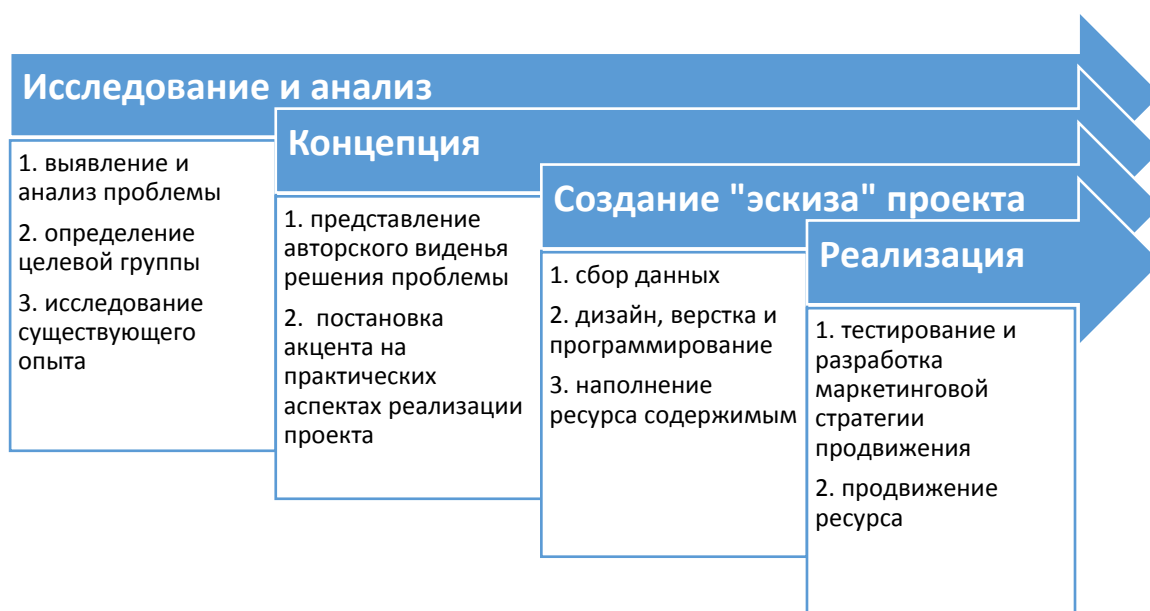 Исследование и анализ
1. выявление и
анализ проблемы
2. определение
целевой группы
3. исследование
существующего
опыта
Концепция
1. представление
авторского виденья
решения проблемы
2. постановка
акцента на
практических
аспектах реализации
проекта
Создание "эскиза" проекта
1. сбор данных
2. дизайн, верстка и
программирование
3. наполнение
ресурса содержимым
Реализация
1. тестирование и
разработка
маркетинговой
стратегии
продвижения
2. продвижение
ресурса